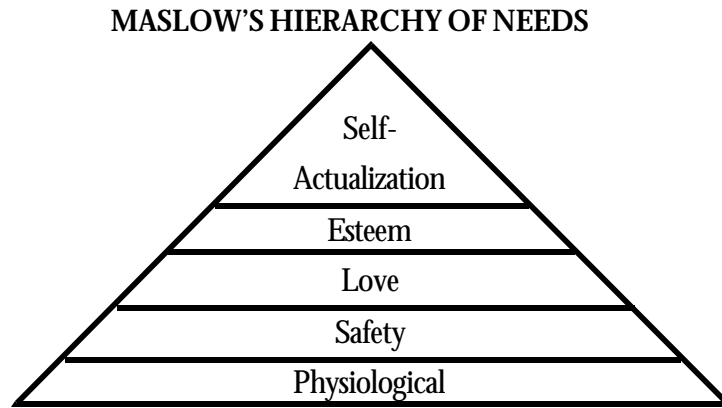 MASLOW'S HIERARCHY OF NEEDS
Self-
Actualization
Esteem
Love
Safety
Physiological